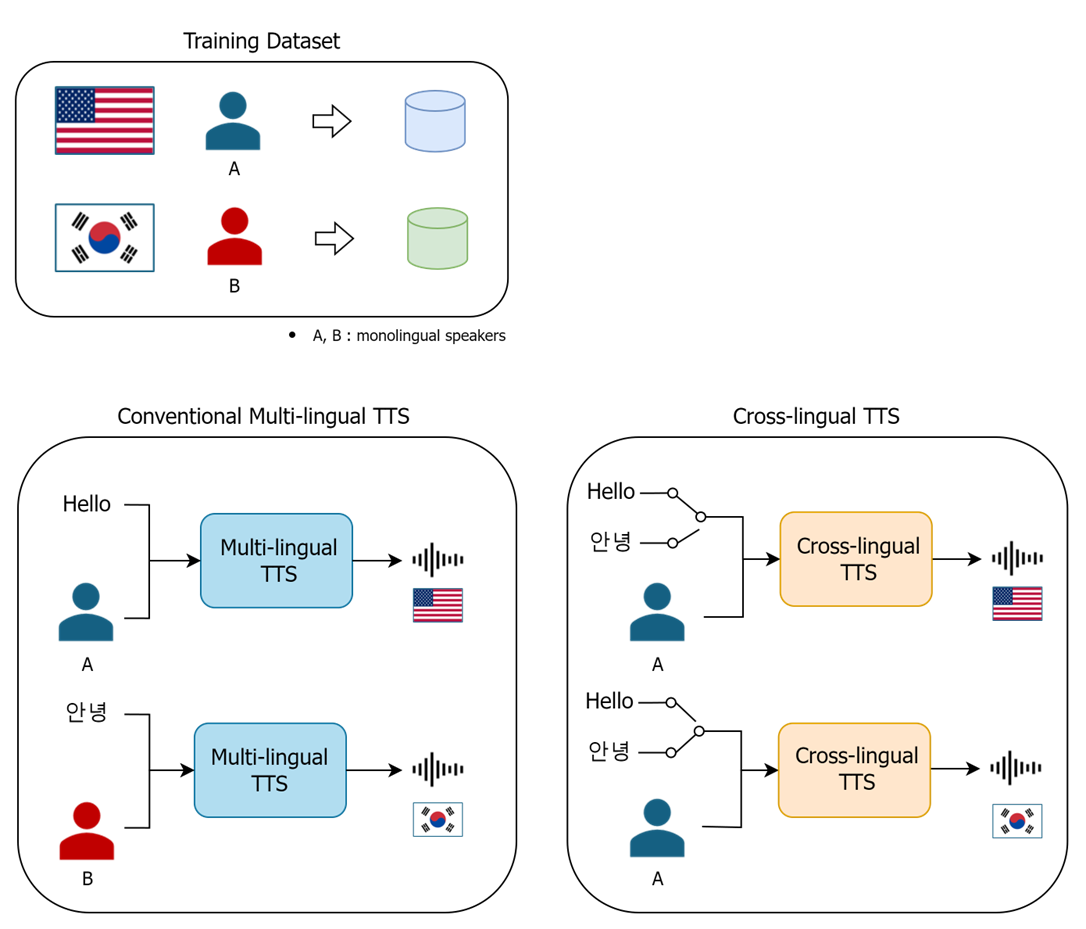 Training Dataset
A
B
• A, B : monolingual speakers
Conventional Multi-lingual TTS
Hello
Multi-lingual
TTS
A
안녕
Multi-lingual
TTS
B
Cross-lingual TTS
Hello
안녕
Cross-lingual
TTS
A
Hello
안녕
Cross-lingual
TTS
A